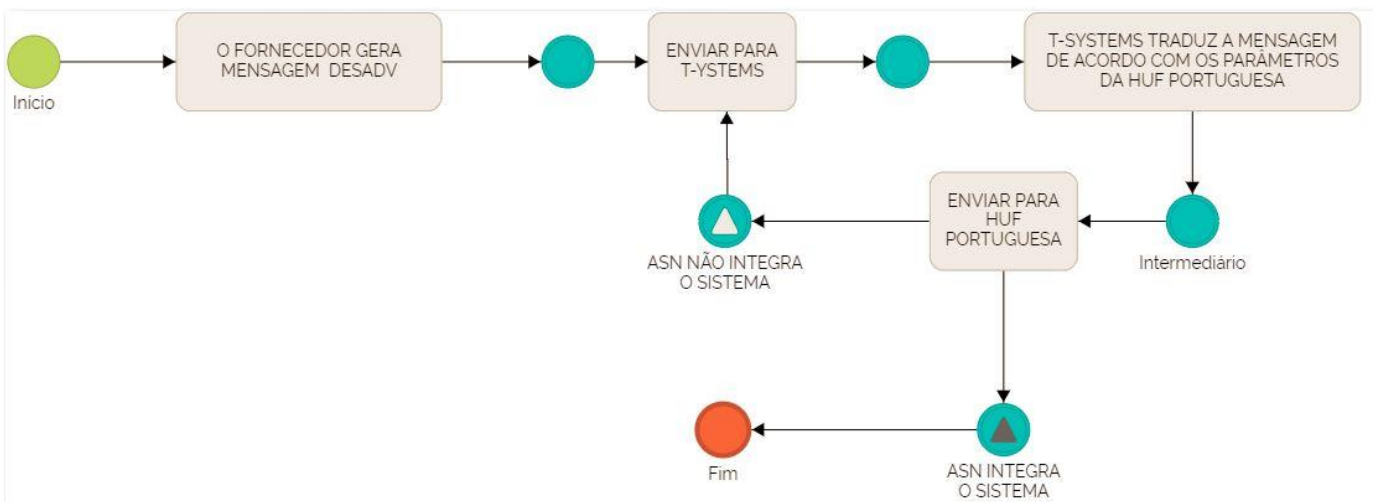 O FORNECEDOR GERA
MENSAGEM DESADV
ENVIAR PARA
T-YSTEMS
T-SYSTEMS TRADUZ A MENSAGEM
DE ACORDO COM OS PARÂMETROS
DA HUF PORTUGUESA
Início
ENVIAR PARA
HUF
PORTUGUESA
ASN NÃO INTEGRA
O SISTEMA
Intermediário
Fim
ASN INTEGRA
O SISTEMA